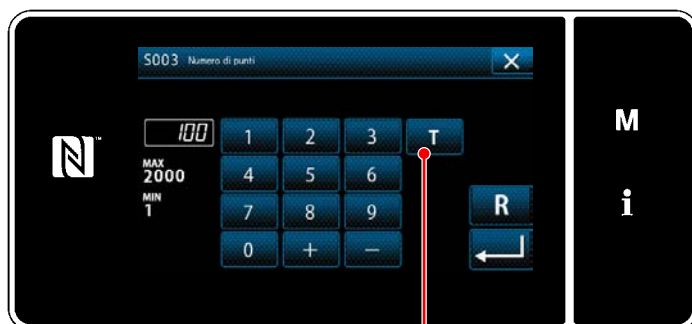 S003 Numero di punti
100
1 2 3 T
MAX
2000
4 5 6
MIN
1
7 8 9
R
0 + −
M
i
N™